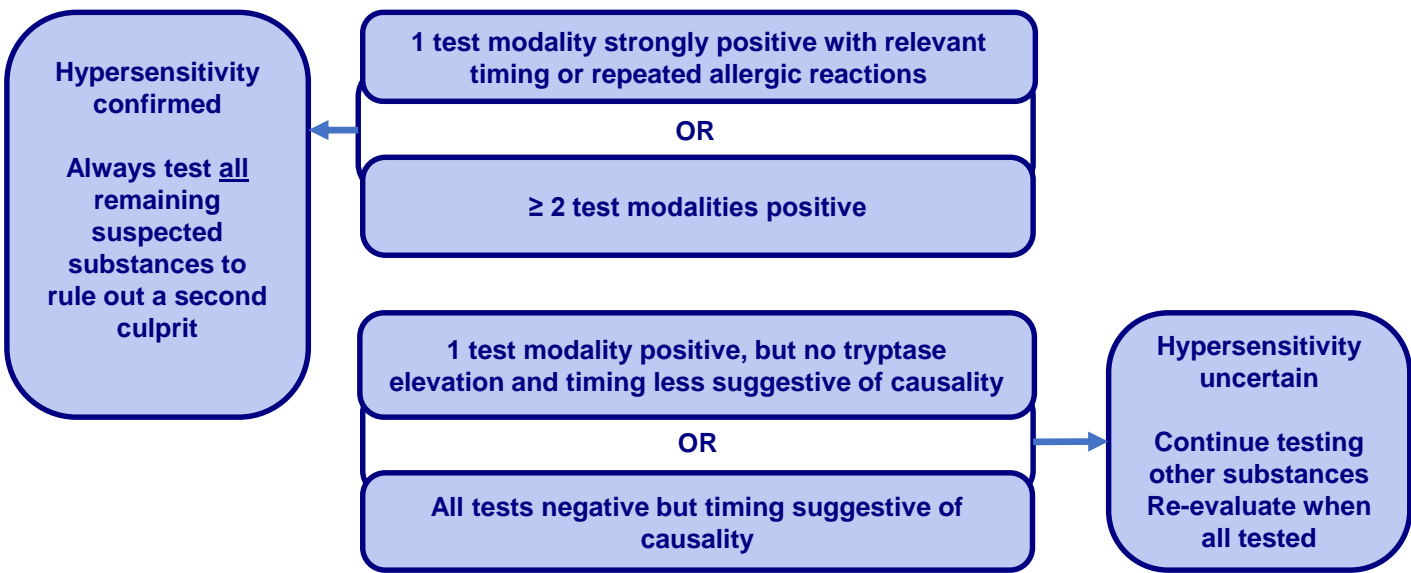 Hypersensitivity
confirmed
Always test all
remaining
suspected
substances to
rule out a second
culprit
1 test modality strongly positive with relevant
timing or repeated allergic reactions
OR
≥ 2 test modalities positive
1 test modality positive, but no tryptase
elevation and timing less suggestive of causality
OR
All tests negative but timing suggestive of
causality
Hypersensitivity
uncertain
Continue testing
other substances
Re-evaluate when
all tested